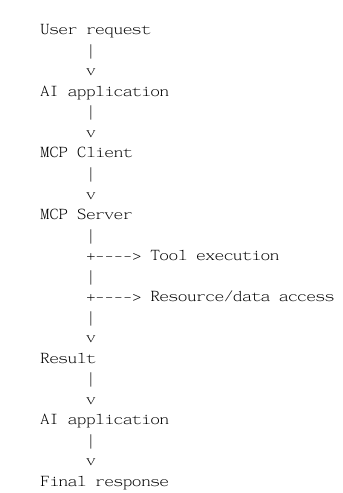 User request
|
v
AI application
|
v
MCP Client
|
v
MCP Server
|
+----> Tool execution
|
+----> Resource/data access
|
v
Result
|
v
AI application
|
v
Final response